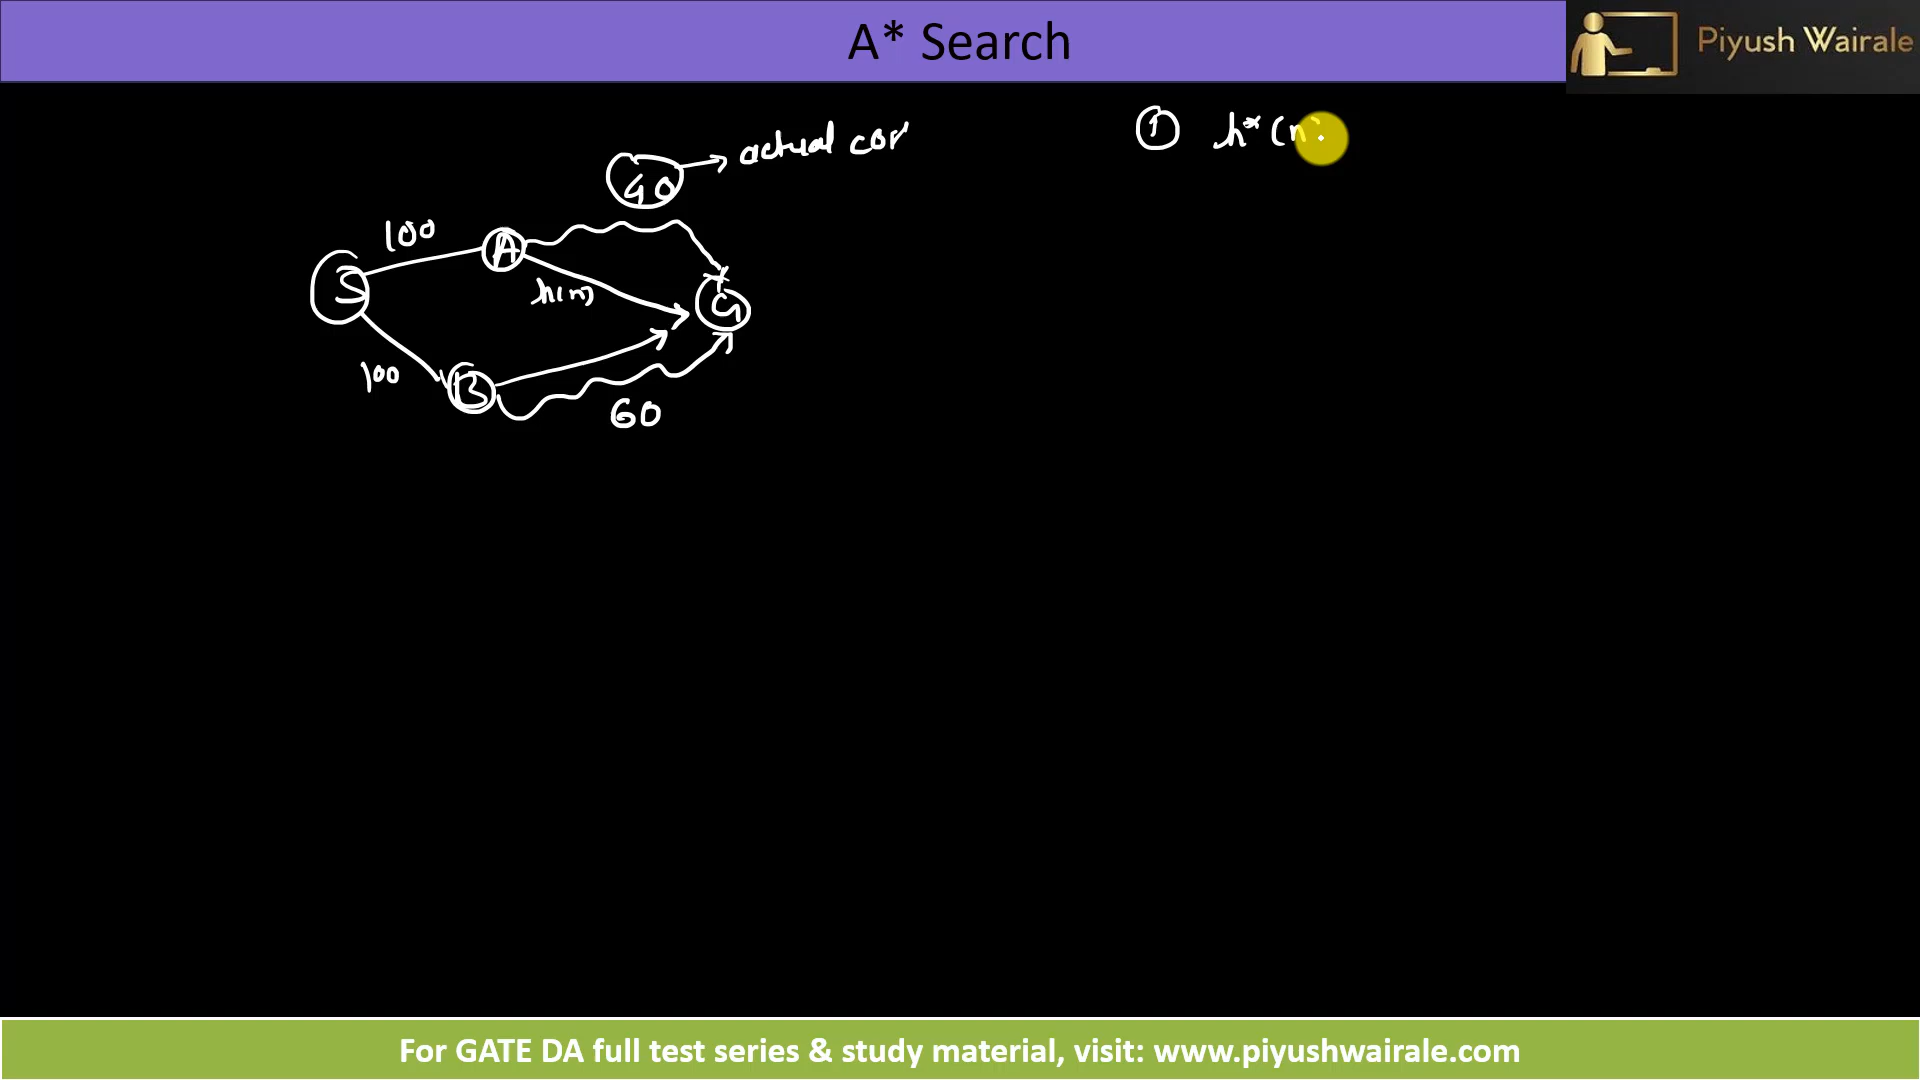 A* Search
Piyush Wairale
actual cos
① h*(n)
40
100
A
S
h(n)
G
100
B
60
For GATE DA full test series & study material, visit: www.piyushwairale.com